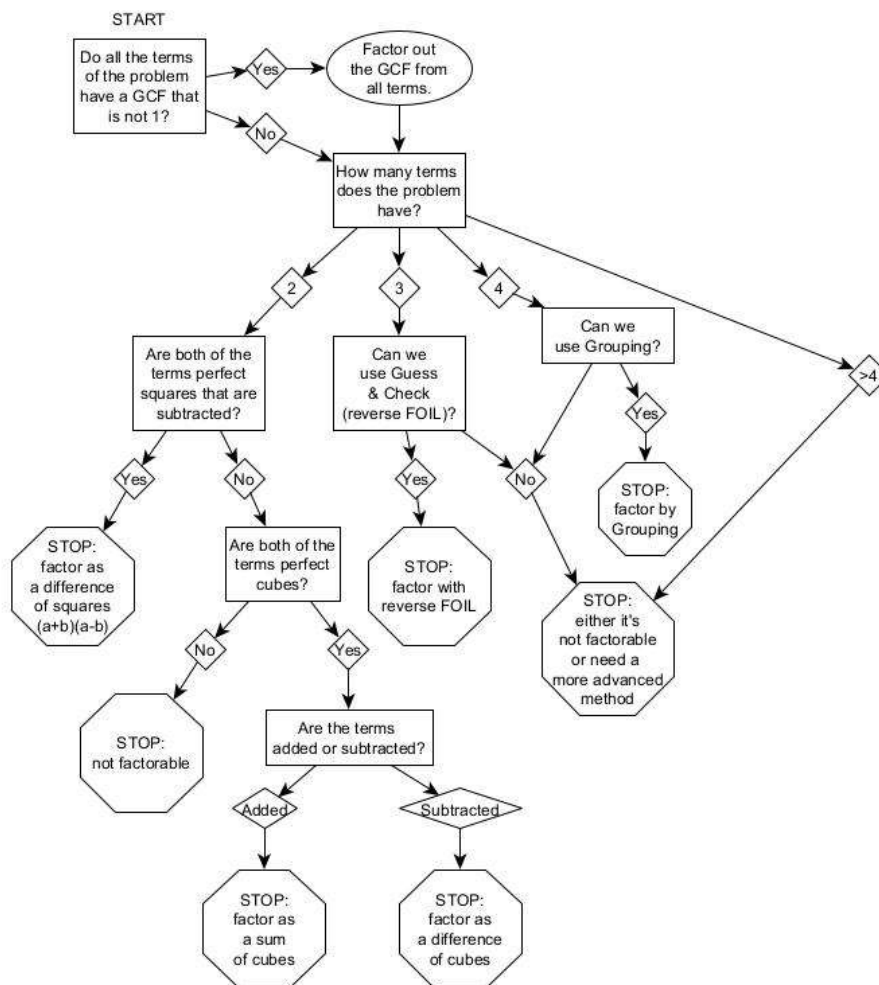 START
Do all the terms
of the problem
have a GCF that
is not 1?
Yes
Factor out
the GCF from
all terms.
No
How many terms
does the problem
have?
2
3
4
>4
Are both of the
terms perfect
squares that are
subtracted?
Can we
use Guess
& Check
(reverse FOIL)?
Can we
use Grouping?
Yes
No
Yes
No
Yes
STOP:
factor as
a difference
of squares
(a+b)(a-b)
Are both of the
terms perfect
cubes?
STOP:
factor with
reverse FOIL
STOP:
factor by
Grouping
STOP:
either it's
not factorable
or need a
more advanced
method
No
Yes
STOP:
not factorable
Are the terms
added or subtracted?
Added
Subtracted
STOP:
factor as
a sum
of cubes
STOP:
factor as
a difference
of cubes